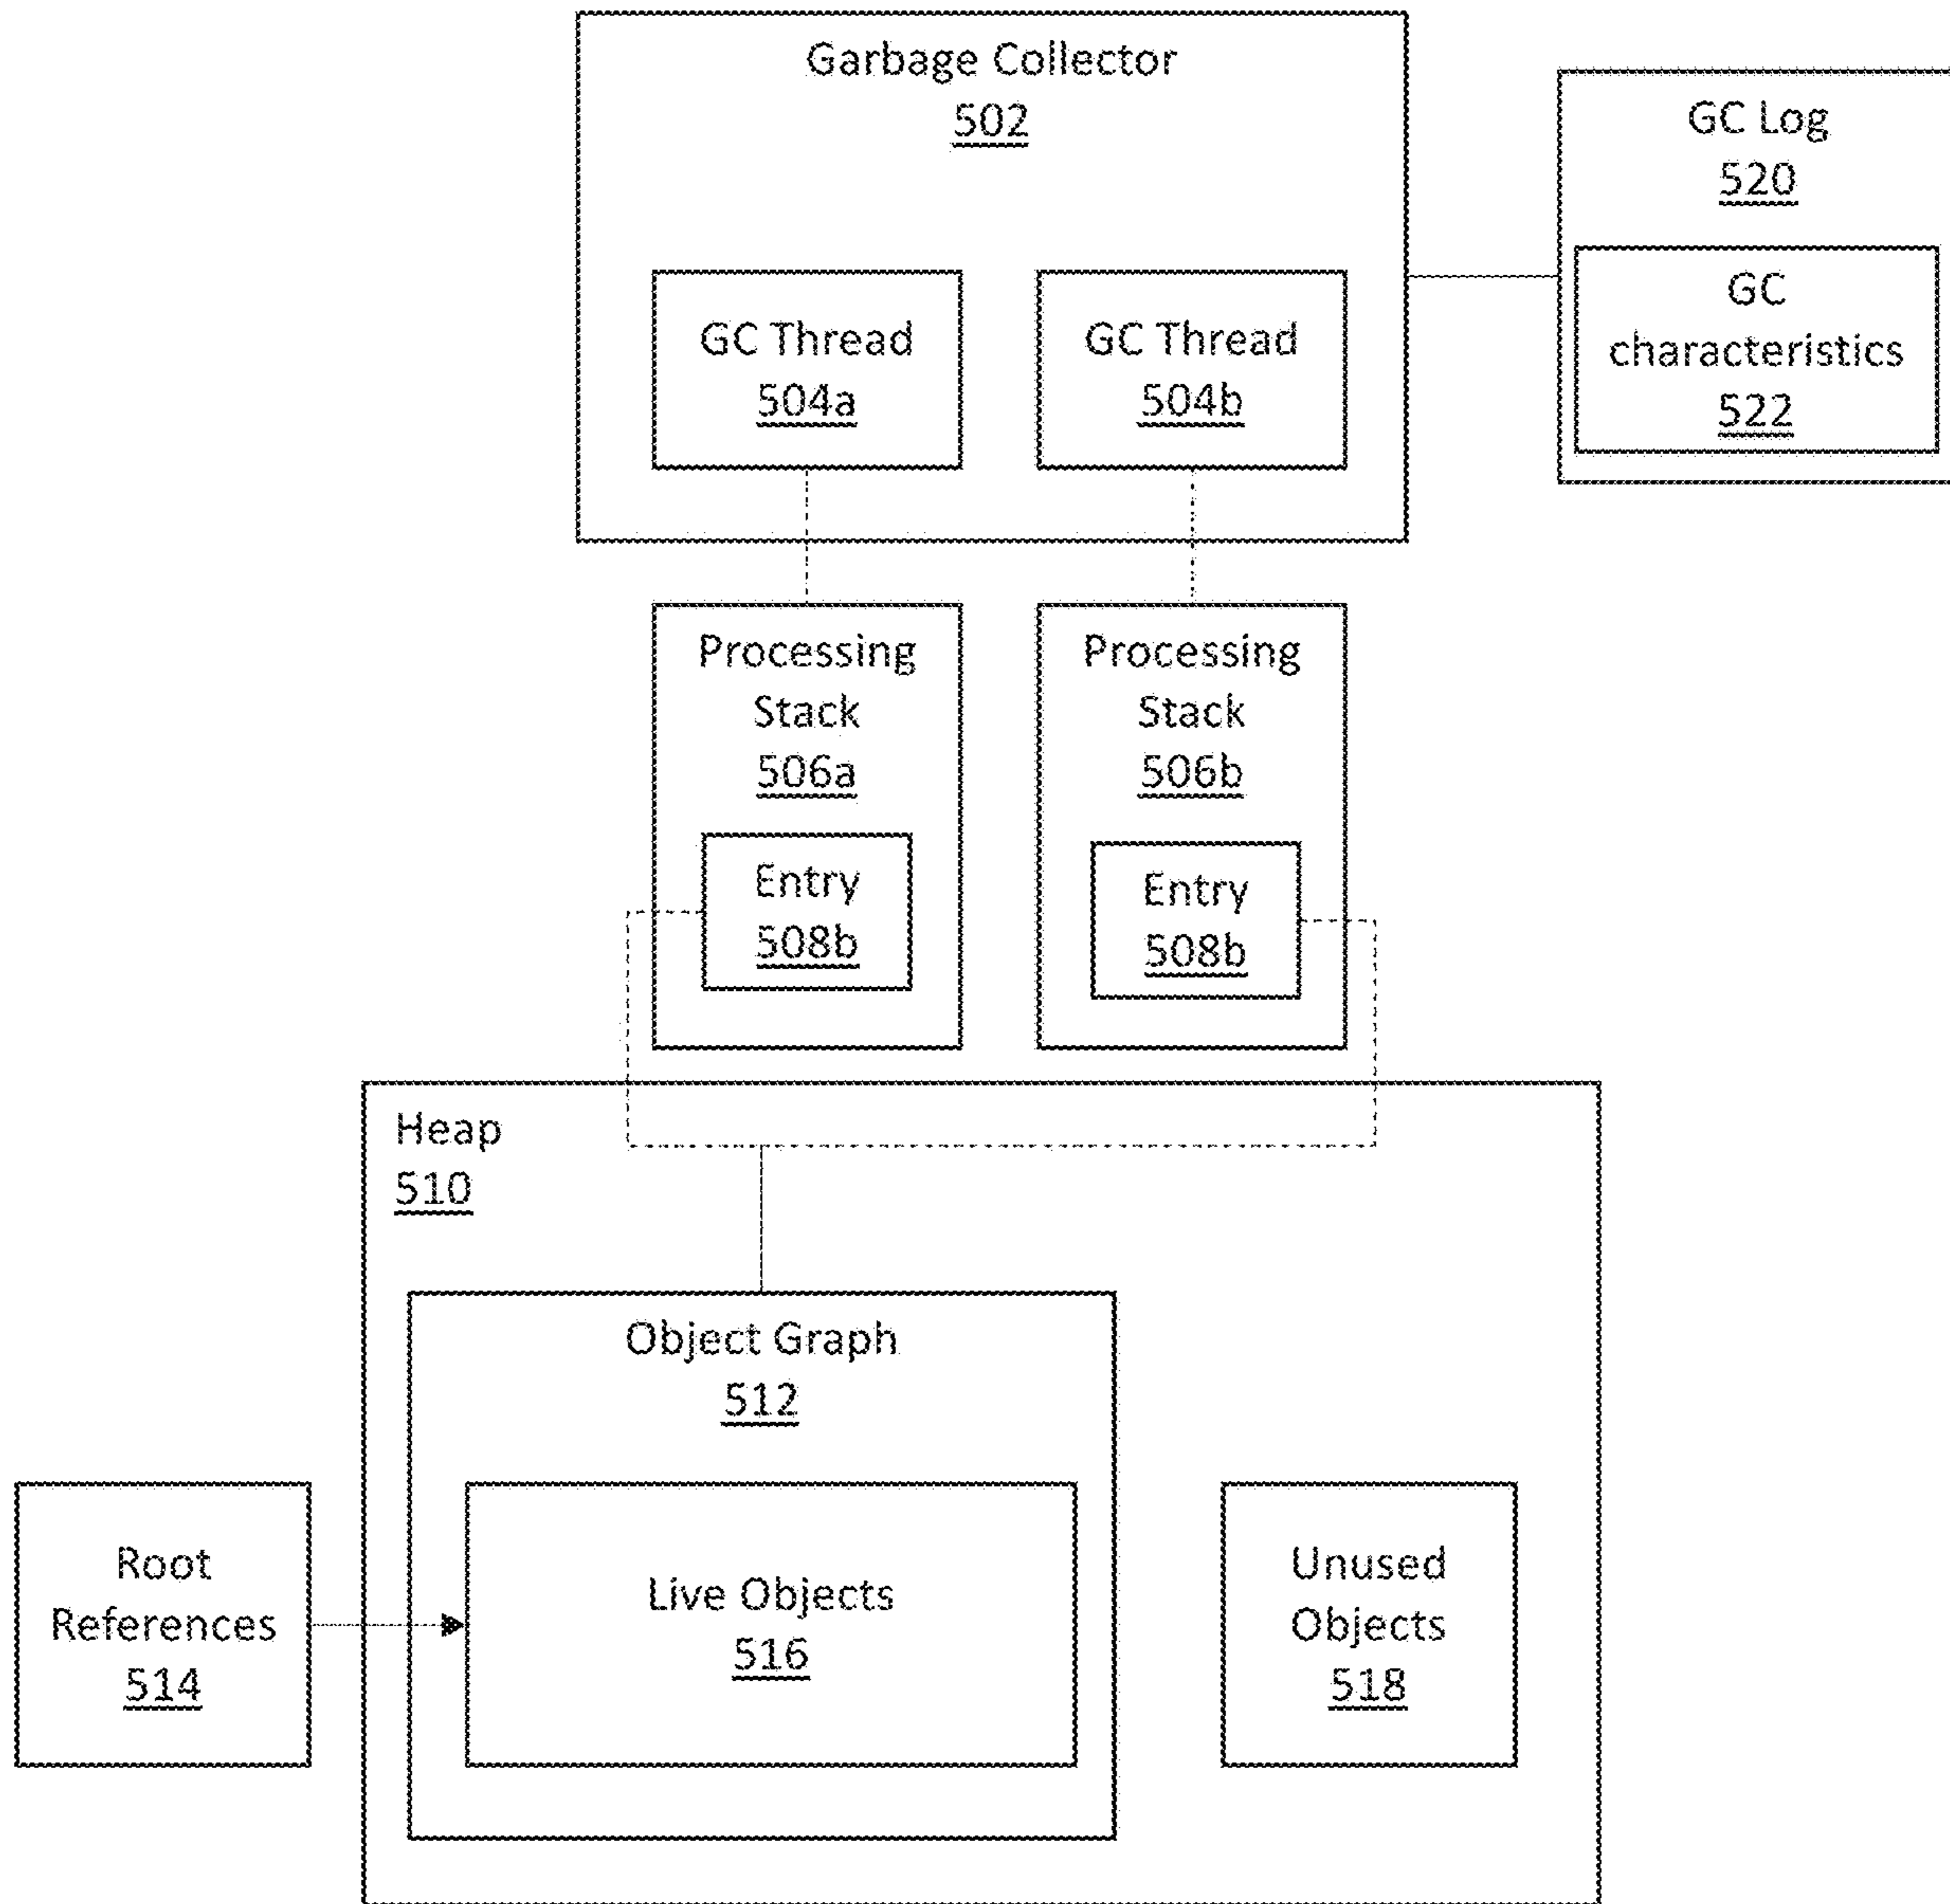 Garbage Collector
502
GC Log
520
GC
characteristics
522
GC Thread
504a
GC Thread
504b
Processing
Stack
506a
Entry
508b
Processing
Stack
506b
Entry
508b
Heap
510
Object Graph
512
Root
References
514
Live Objects
516
Unused
Objects
518